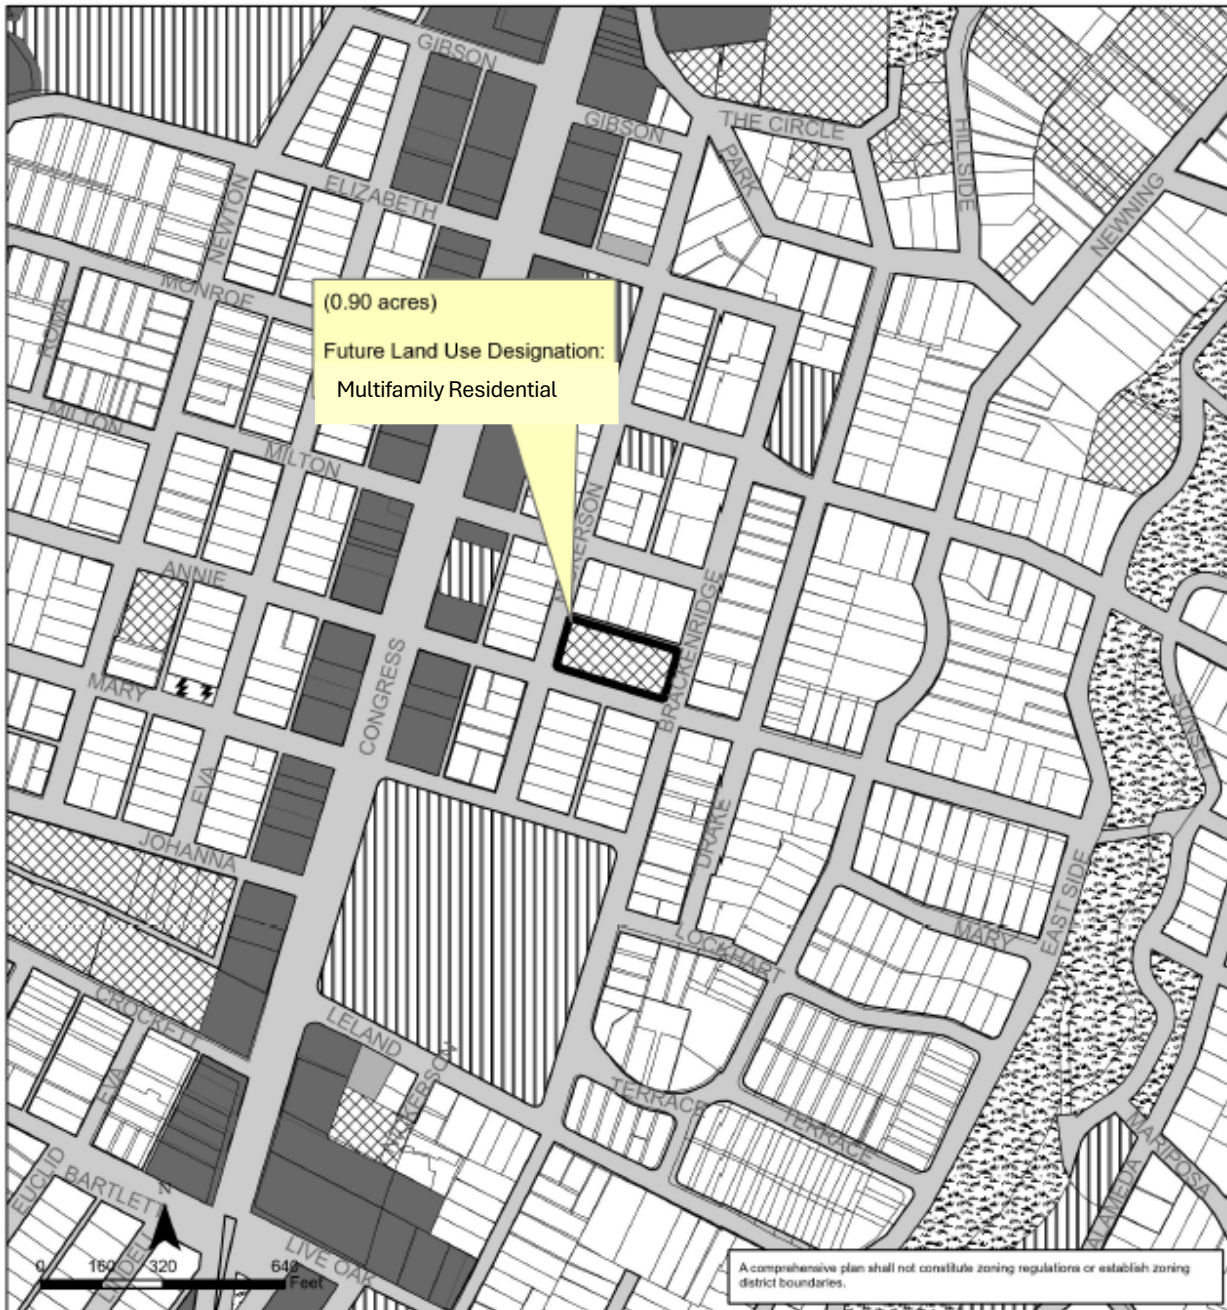 GIBSON
GIBSON
THE CIRCLE
HILLSIDE
PARK
NEWNING
ELIZABETH
NEWTON
MONROE
ROMA
(0.90 acres)
Future Land Use Designation:
Multifamily Residential
MILTON
MILTON
ANNIE
BRACKENRIDGE
CONGRESS
MARY
SUNSET
EVA
DRAKE
JOHANNA
EAST SIDE
MARY
LOCKHART
CROCKETT
LELAND
EVA
TERRACE
TERRACE
MARIPOSA
ALAMEDA
EUCLID
BARTLETT
N
LIVE OAK
0 160 320 640
Feet
A comprehensive plan shall not constitute zoning regulations or establish zoning
district boundaries.